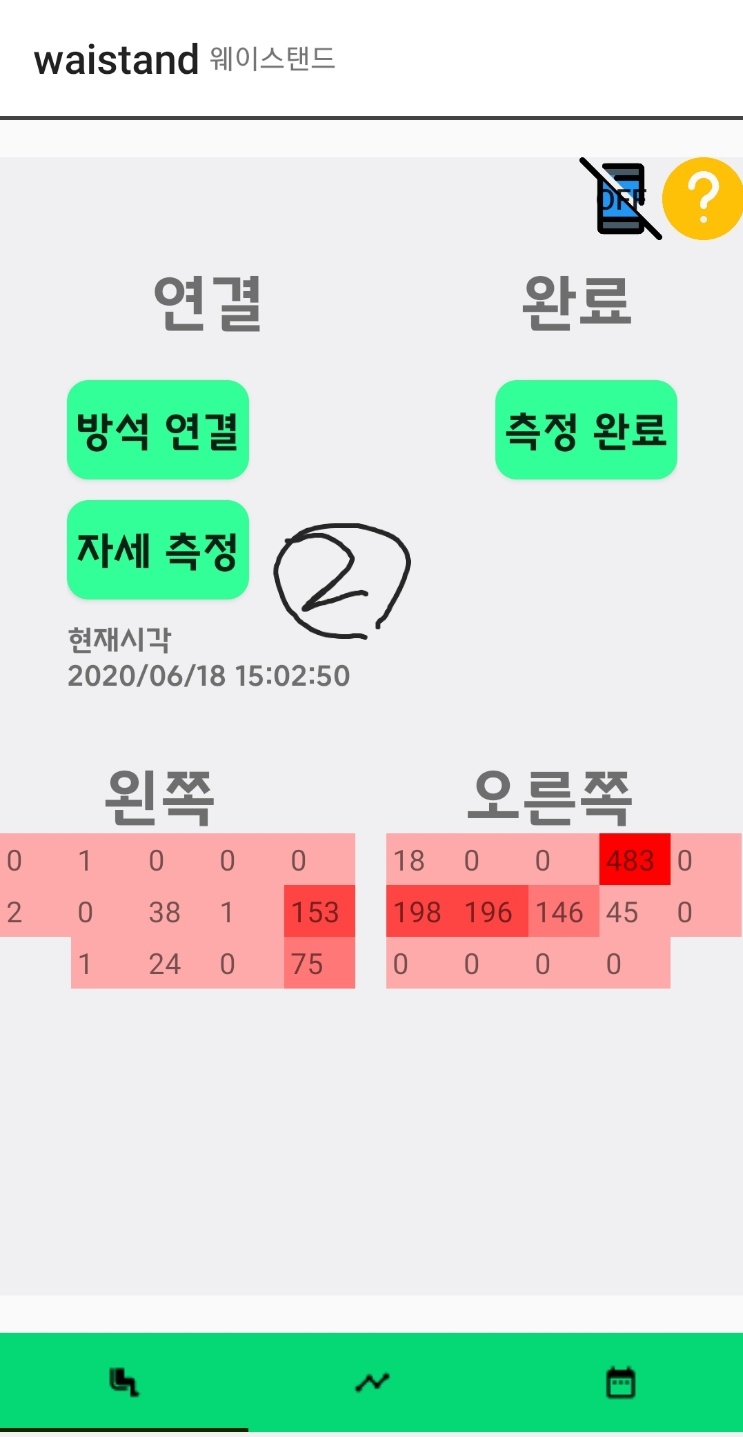 waistand 웨이스탠드
OFF
?
연결 완료
방석 연결 측정 완료
자세 측정 2
현재시각
2020/06/18 15:02:50
왼쪽 오른쪽
0 1 0 0 0 18 0 0 483 0
2 0 38 1 153 198 196 146 45 0
1 24 0 75 0 0 0 0